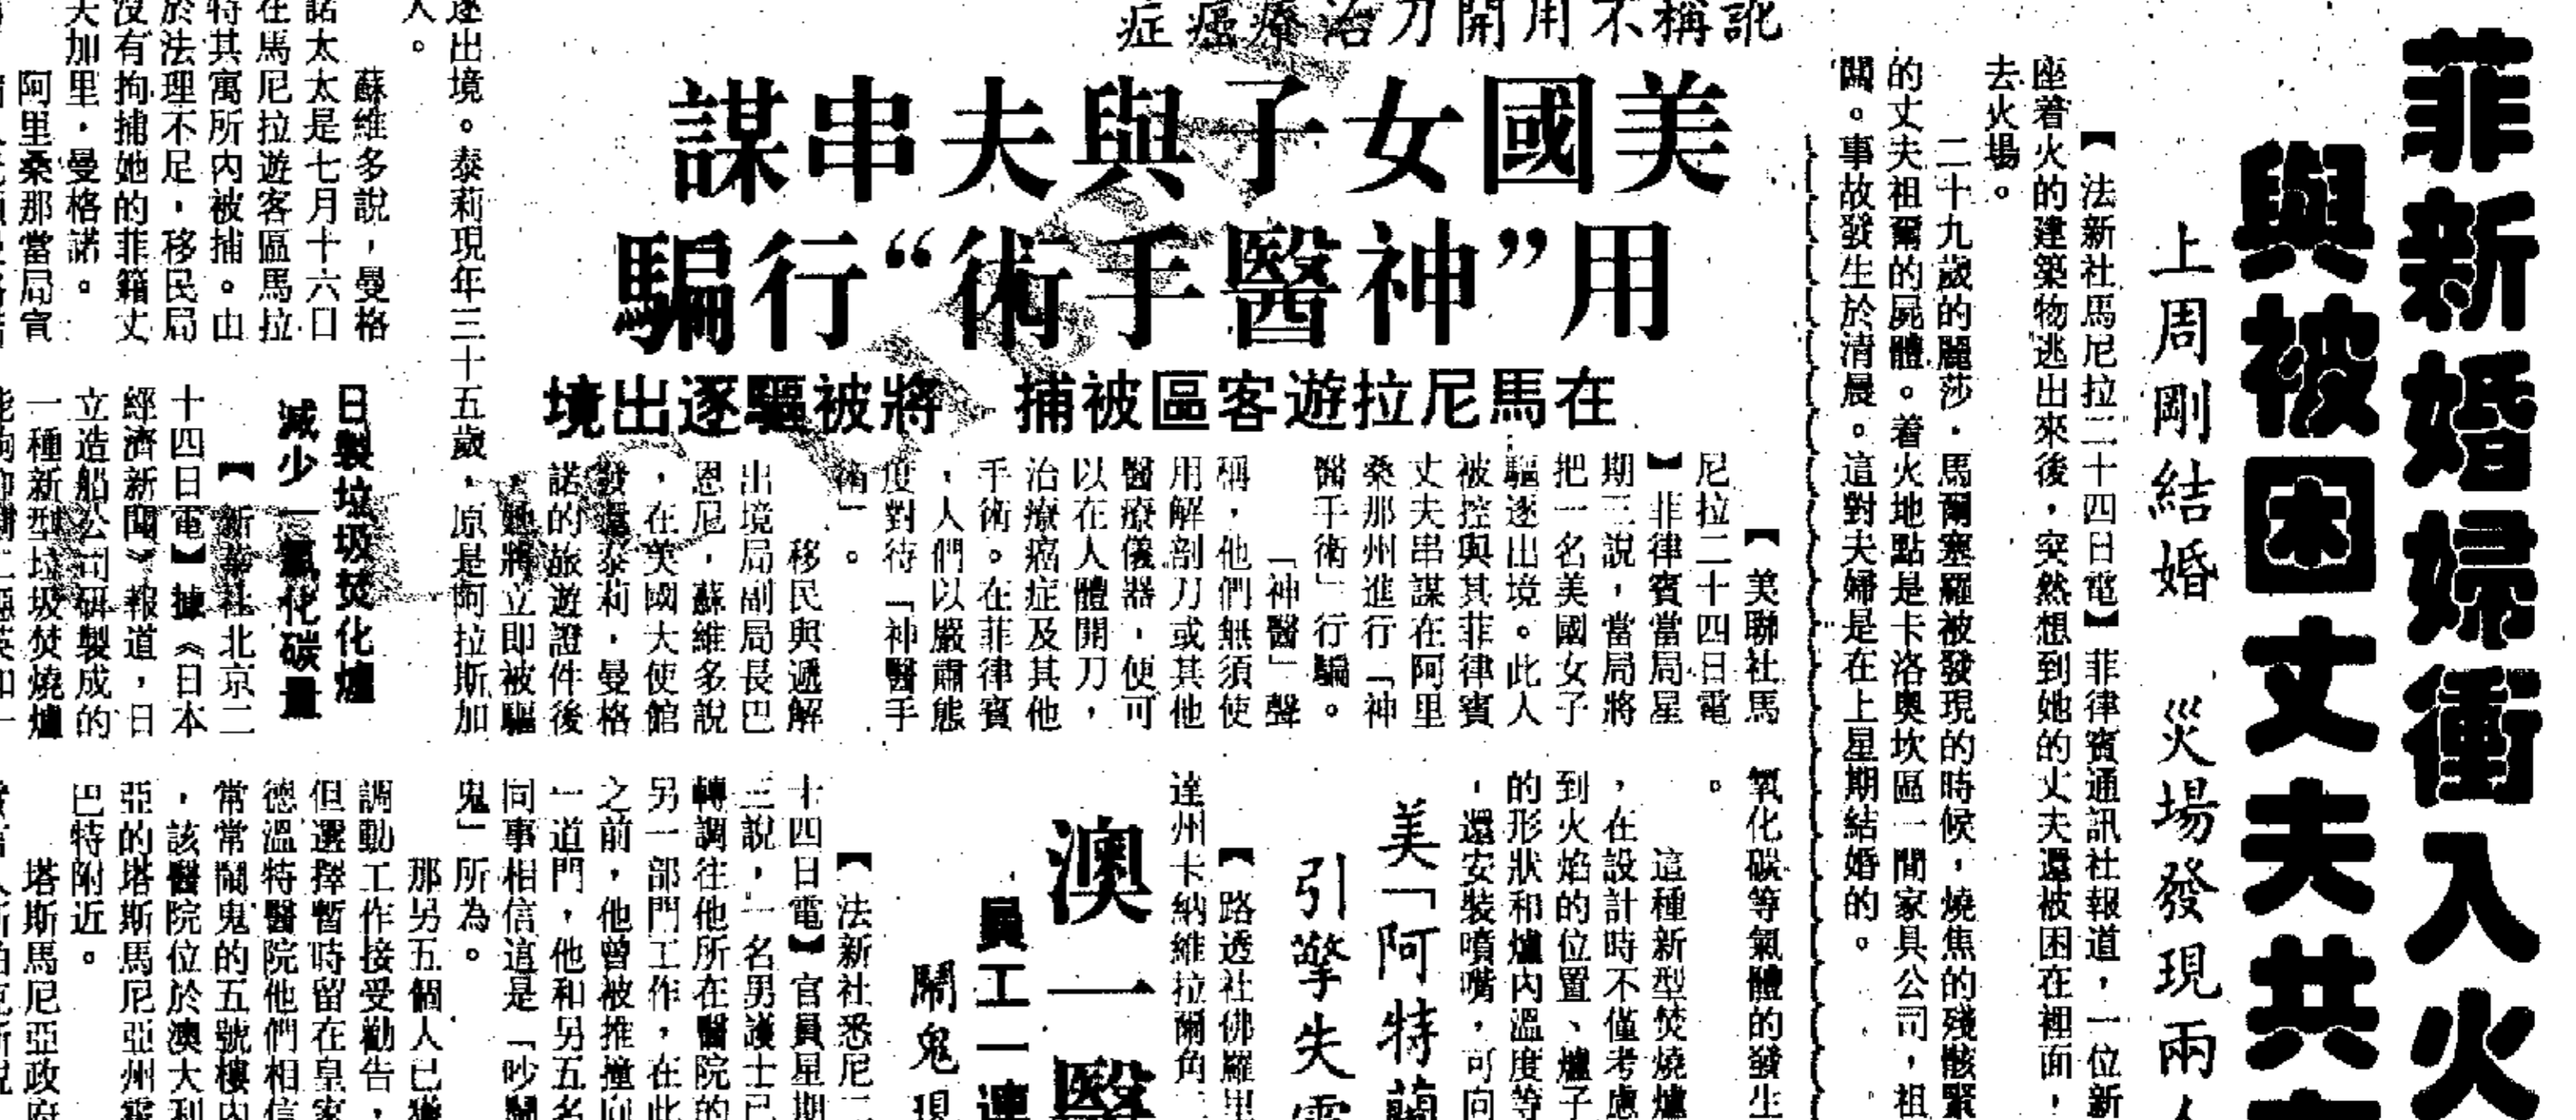 菲新婚婦衝入火
與被困丈夫共
上周剛結婚　災場發現兩
【法新社馬尼拉二十四日電】菲律賓通訊社報道，一位新
座着火的建築物逃出來後，突然想到她的丈夫還被困在裡面，
去火場。
二十九歲的麗莎．馬爾塞羅被發現的時候，燒焦的殘骸緊
的丈夫祖爾的屍體。着火地點是卡洛奧坎區一間家具公司，祖
闆。事故發生於清晨。這對夫婦是在上星期結婚的。
訛稱不用開刀治療癌症
美國女子與夫串謀
用”神醫手術“行騙
在馬尼拉遊客區被捕　將被驅逐出境
【美聯社馬
尼拉二十四日電
】菲律賓當局星
期三說，當局將
把一名美國女子
驅逐出境。此人
被控與其菲律賓
丈夫串謀在阿里
桑那州進行「神
醫手術」行騙。
「神醫」聲
稱，他們無須使
用解剖刀或其他
醫療儀器，便可
以在人體開刀，
治療癌症及其他
手術。在菲律賓
，人們以嚴肅態
度對待「神醫手
術」。
移民與遞解
出境局副局長巴
恩尼．蘇維多說
，在美國大使館
發還泰莉．曼格
諾的旅遊證件後
，她將立即被驅
逐出境。泰莉現年三十五歲，原是阿拉斯加
人。
蘇維多說，曼格
諾太太是七月十六日
在馬尼拉遊客區馬拉
特其寓所內被捕。由
於法理不足，移民局
沒有拘捕她的菲籍丈
夫加里．曼格諾。
阿里桑那當局官
日製垃圾焚化爐
減少一氧化碳量
【新華社北京二
十四日電】據《日本
經濟新聞》報道，日
立造船公司研製成的
一種新型垃圾焚燒爐
氧化碳等氣體的發生
。
這種新型焚燒爐
，在設計時不僅考慮
到火焰的位置、爐子
的形狀和爐內溫度等
，還安裝噴嘴，可向
美「阿特蘭
引擎失靈
【路透社佛羅里
達州卡納維拉爾角
澳一醫
員工一連
鬧鬼現
【法新社悉尼二
十四日電】官員星期
三說，一名男護士已
轉調往他所在醫院的
另一部門工作，在此
之前，他曾被推撞向
一道門，他和另五名
同事相信這是「吵鬧
鬼」所為。
那另五個人已獲
調動工作接受勸告，
但選擇暫時留在皇家
德溫特醫院他們相信
常常鬧鬼的五號樓內
，該醫院位於澳大利
亞的塔斯馬尼亞州霍
巴特附近。
塔斯馬尼亞政府